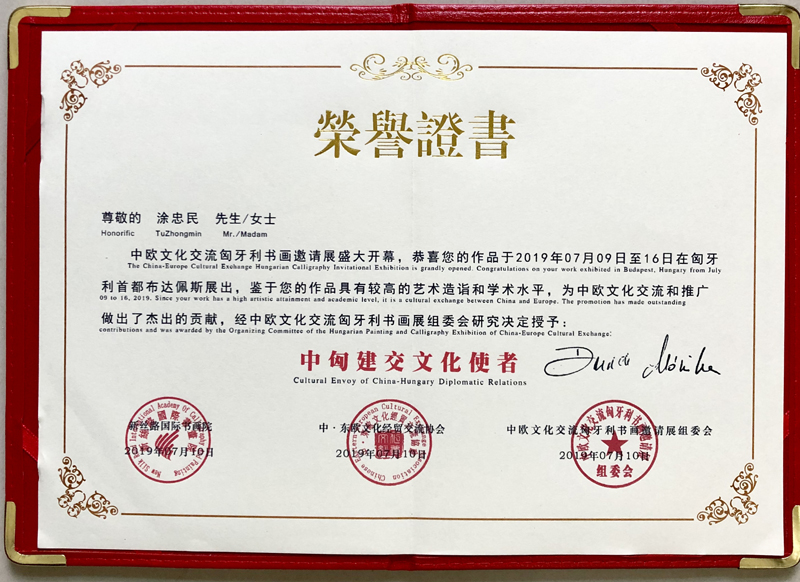 榮譽證書
尊敬的 涂忠民 先生/女士
Honorific TuZhongmin Mr./Madam
中欧文化交流匈牙利书画邀请展盛大开幕，恭喜您的作品于2019年07月09日至16日在匈牙
The China-Europe Cultural Exchange Hungarian Calligraphy Invitational Exhibition is grandly opened. Congratulations on your work exhibited in Budapest, Hungary from July
利首都布达佩斯展出，鉴于您的作品具有较高的艺术造诣和学术水平，为中欧文化交流和推广
09 to 16, 2019. Since your work has a high artistic attainment and academic level, it is a cultural exchange between China and Europe. The promotion has made outstanding
做出了杰出的贡献，经中欧文化交流匈牙利书画展组委会研究决定授予：
contributions and was awarded by the Organizing Committee of the Hungarian Painting and Calligraphy Exhibition of China-Europe Cultural Exchange:
中匈建交文化使者
Cultural Envoy of China-Hungary Diplomatic Relations
新丝路国际书画院
2019年07月10日
中·东欧文化经贸交流协会
2019年07月10日
中欧文化交流匈牙利书画邀请展组委会
2019年07月10日
组委会